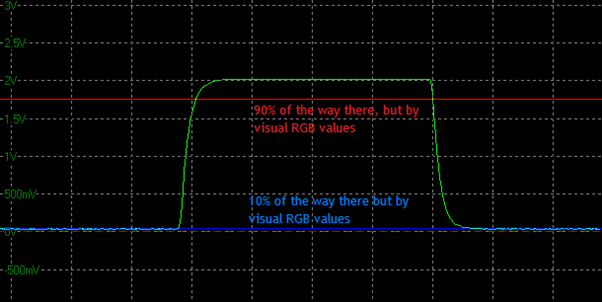 3V
2.5V
2V
90% of the way there, but by
visual RGB values
1.5V
1V
500mV
10% of the way there but by
visual RGB values
0V
-500mV